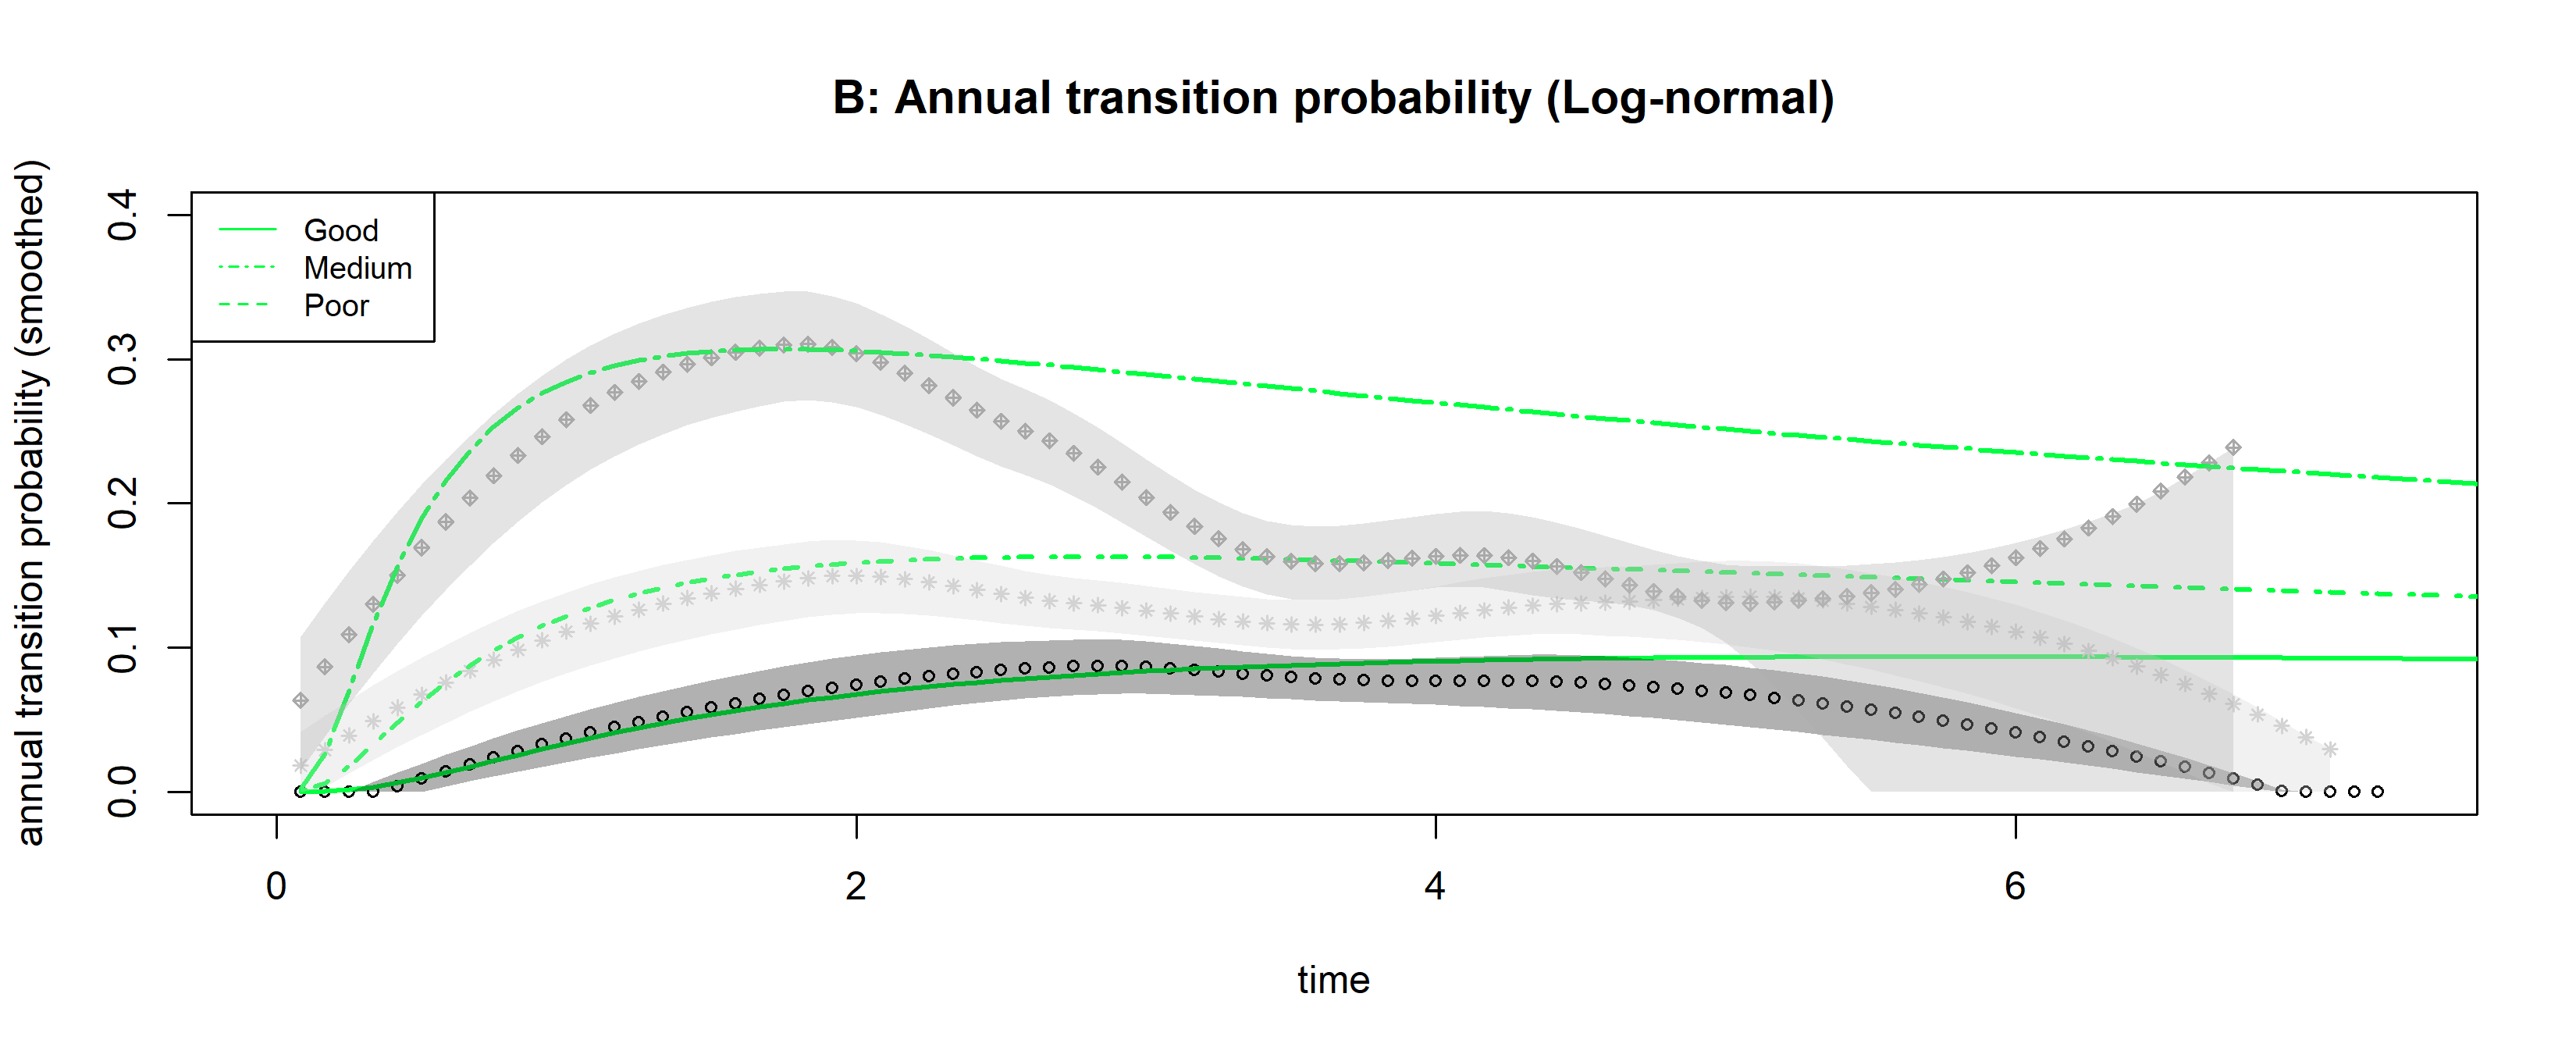 B: Annual transition probability (Log-normal)
annual transition probability (smoothed)
0.4
0.3
0.2
0.1
0.0
Good
Medium
Poor
0
2
4
6
time